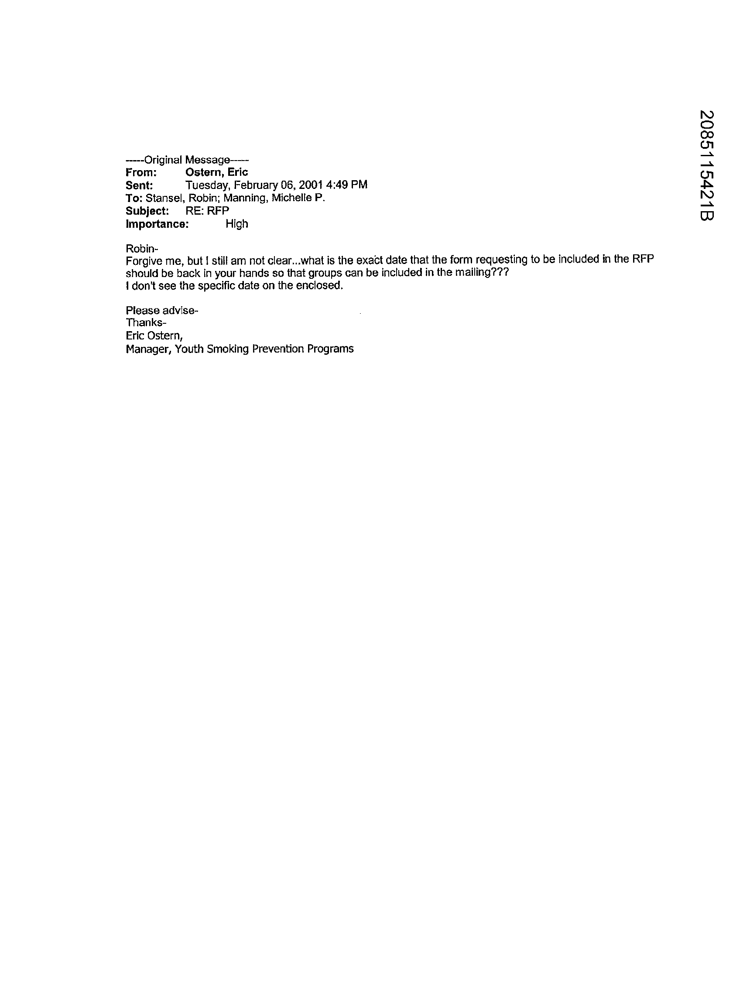 -----Original Message-----
From: Ostern, Eric
Sent: Tuesday, February 06, 2001 4:49 PM
To: Stansel, Robin; Manning, Michelle P.
Subject: RE: RFP
Importance: High
Robin-
Forgive me, but I still am not clear...what is the exact date that the form requesting to be included in the RFP
should be back in your hands so that groups can be included in the mailing???
I don't see the specific date on the enclosed.
Please advise-
Thanks-
Eric Ostern,
Manager, Youth Smoking Prevention Programs
2085115421B